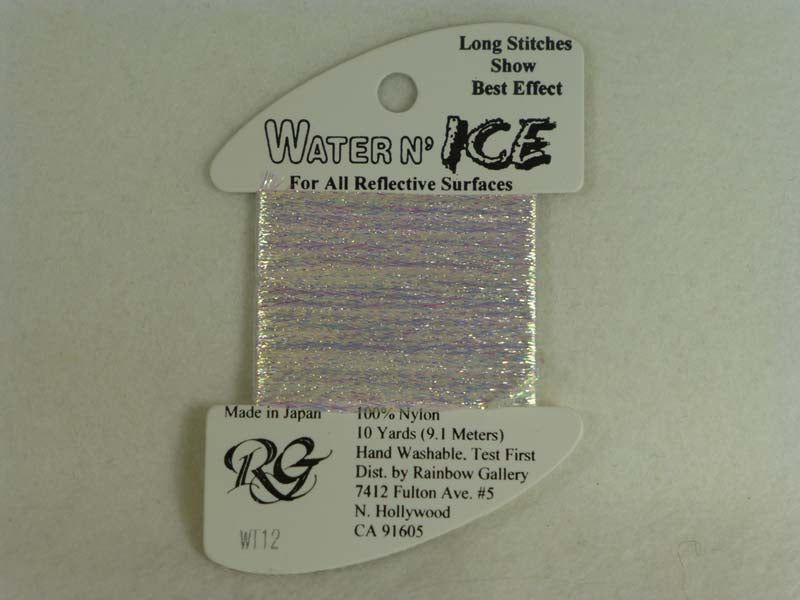 Long Stitches
Show
Best Effect
WATER N' ICE
For All Reflective Surfaces
Made in Japan
100% Nylon
10 Yards (9.1 Meters)
Hand Washable. Test First
Dist. by Rainbow Gallery
7412 Fulton Ave. #5
N. Hollywood
CA 91605
RG
WT12